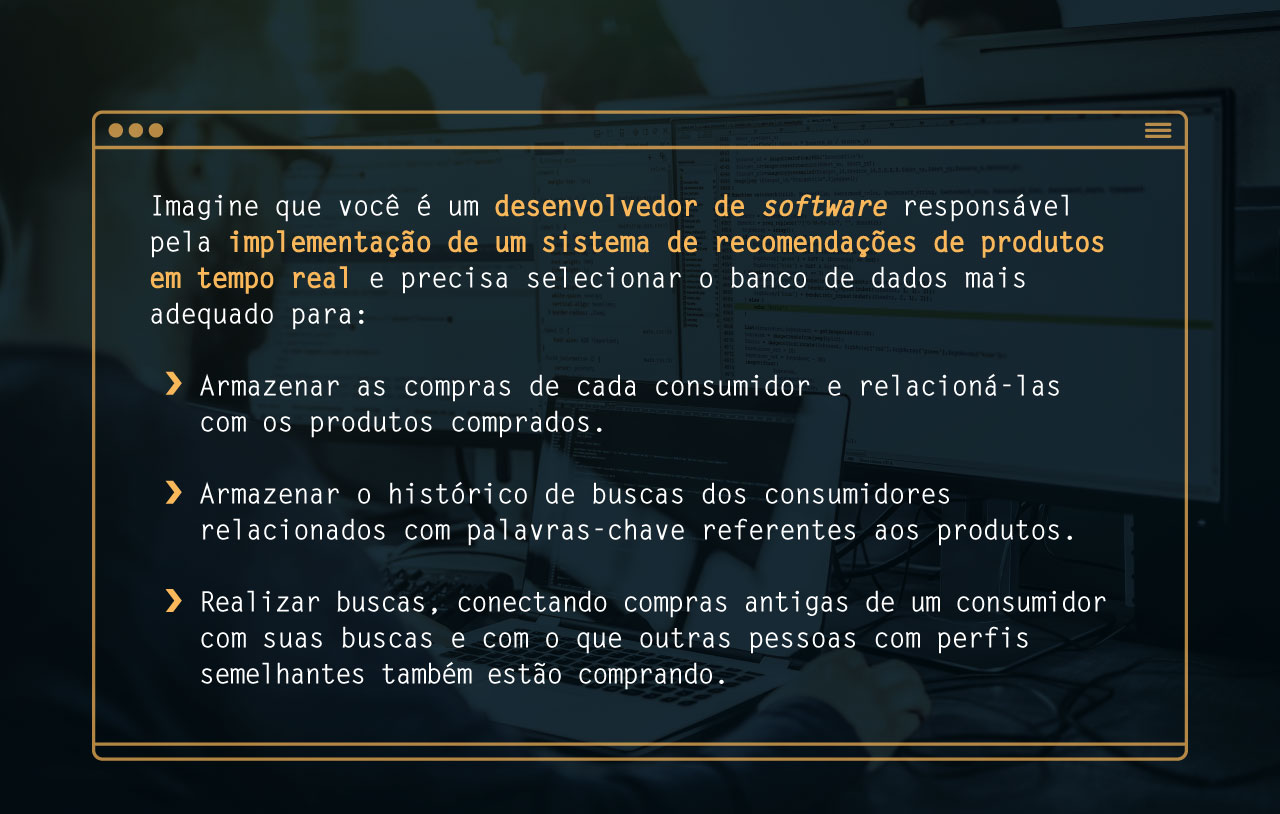 Imagine que você é um desenvolvedor de software responsável
pela implementação de um sistema de recomendações de produtos
em tempo real e precisa selecionar o banco de dados mais
adequado para:
Armazenar as compras de cada consumidor e relacioná-las
com os produtos comprados.
Armazenar o histórico de buscas dos consumidores
relacionados com palavras-chave referentes aos produtos.
Realizar buscas, conectando compras antigas de um consumidor
com suas buscas e com o que outras pessoas com perfis
semelhantes também estão comprando.